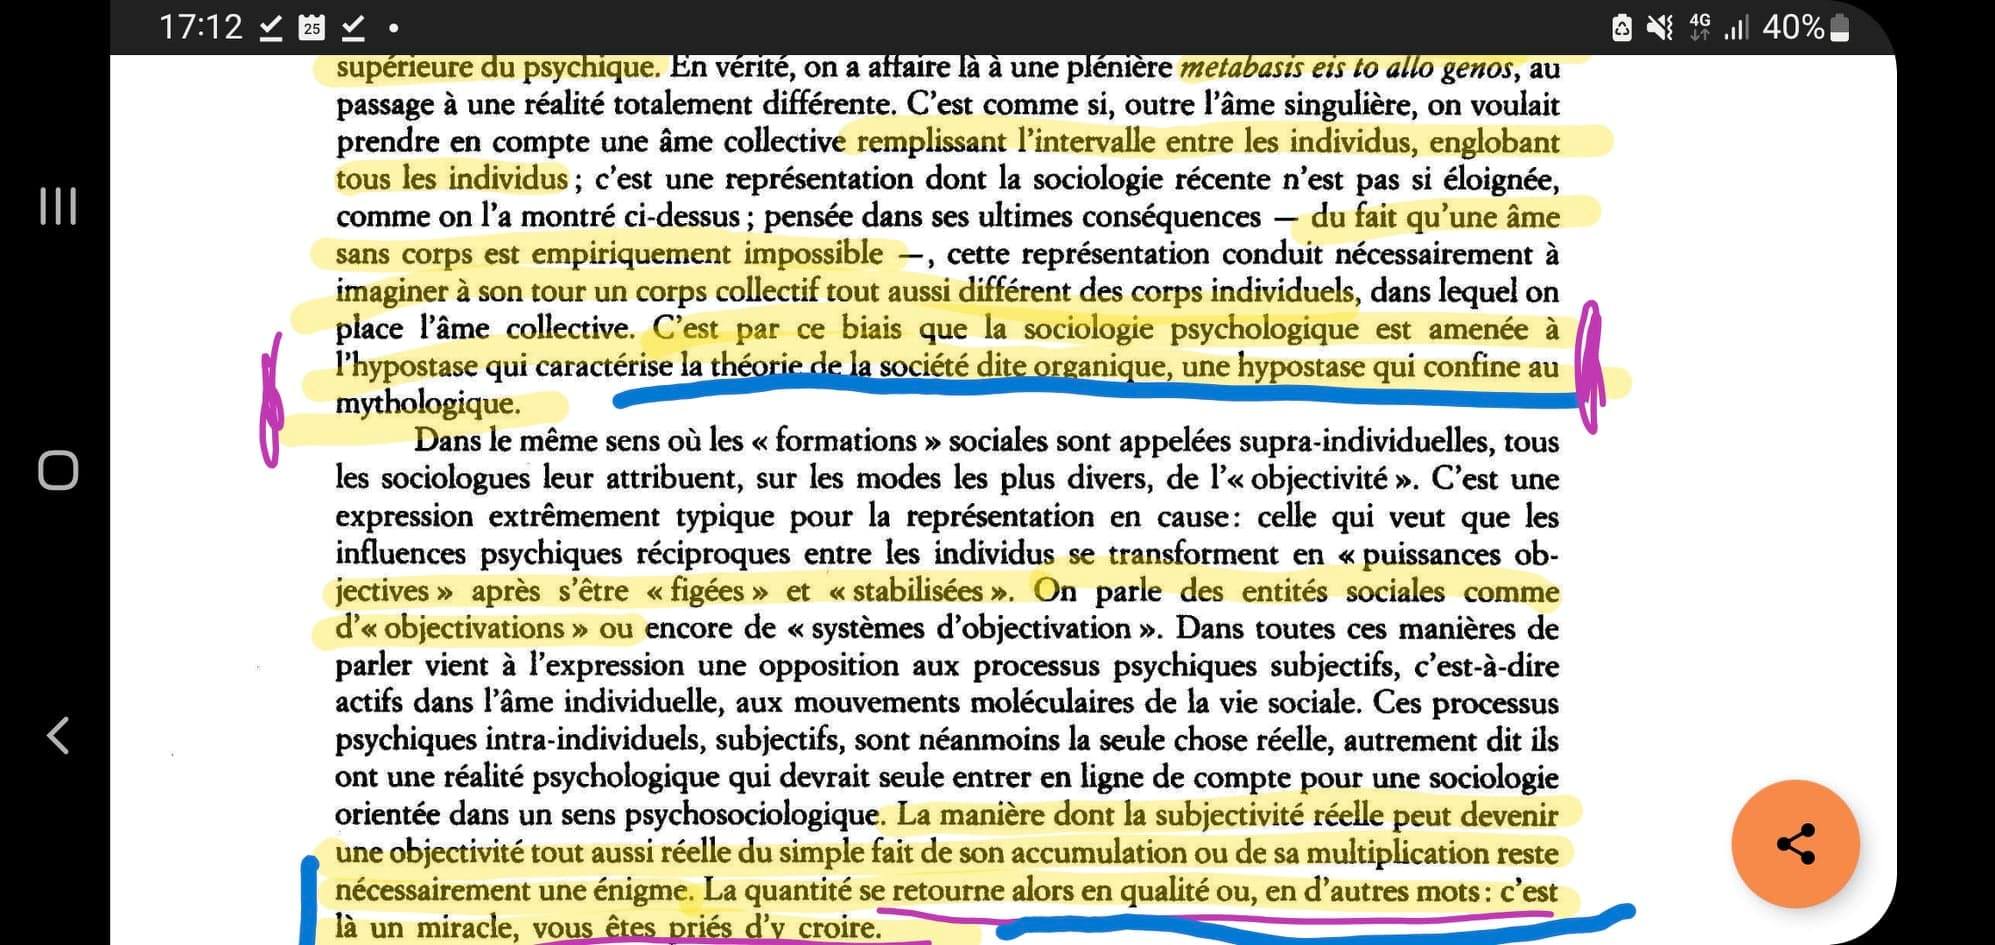 17:12
25
4G
40%
supérieure du psychique. En vérité, on a affaire là à une plénière metabasis eis to allo genos, au
passage à une réalité totalement différente. C'est comme si, outre l'âme singulière, on voulait
prendre en compte une âme collective remplissant l'intervalle entre les individus, englobant
tous les individus ; c'est une représentation dont la sociologie récente n'est pas si éloignée,
comme on l'a montré ci-dessus ; pensée dans ses ultimes conséquences — du fait qu'une âme
sans corps est empiriquement impossible —, cette représentation conduit nécessairement à
imaginer à son tour un corps collectif tout aussi différent des corps individuels, dans lequel on
place l'âme collective. C'est par ce biais que la sociologie psychologique est amenée à
l'hypostase qui caractérise la théorie de la société dite organique, une hypostase qui confine au
mythologique.
Dans le même sens où les « formations » sociales sont appelées supra-individuelles, tous
les sociologues leur attribuent, sur les modes les plus divers, de l'« objectivité ». C'est une
expression extrêmement typique pour la représentation en cause : celle qui veut que les
influences psychiques réciproques entre les individus se transforment en « puissances ob-
jectives » après s'être « figées » et « stabilisées ». On parle des entités sociales comme
d'« objectivations » ou encore de « systèmes d'objectivation ». Dans toutes ces manières de
parler vient à l'expression une opposition aux processus psychiques subjectifs, c'est-à-dire
actifs dans l'âme individuelle, aux mouvements moléculaires de la vie sociale. Ces processus
psychiques intra-individuels, subjectifs, sont néanmoins la seule chose réelle, autrement dit ils
ont une réalité psychologique qui devrait seule entrer en ligne de compte pour une sociologie
orientée dans un sens psychosociologique. La manière dont la subjectivité réelle peut devenir
une objectivité tout aussi réelle du simple fait de son accumulation ou de sa multiplication reste
nécessairement une énigme. La quantité se retourne alors en qualité ou, en d'autres mots : c'est
là un miracle, vous êtes priés d'y croire.